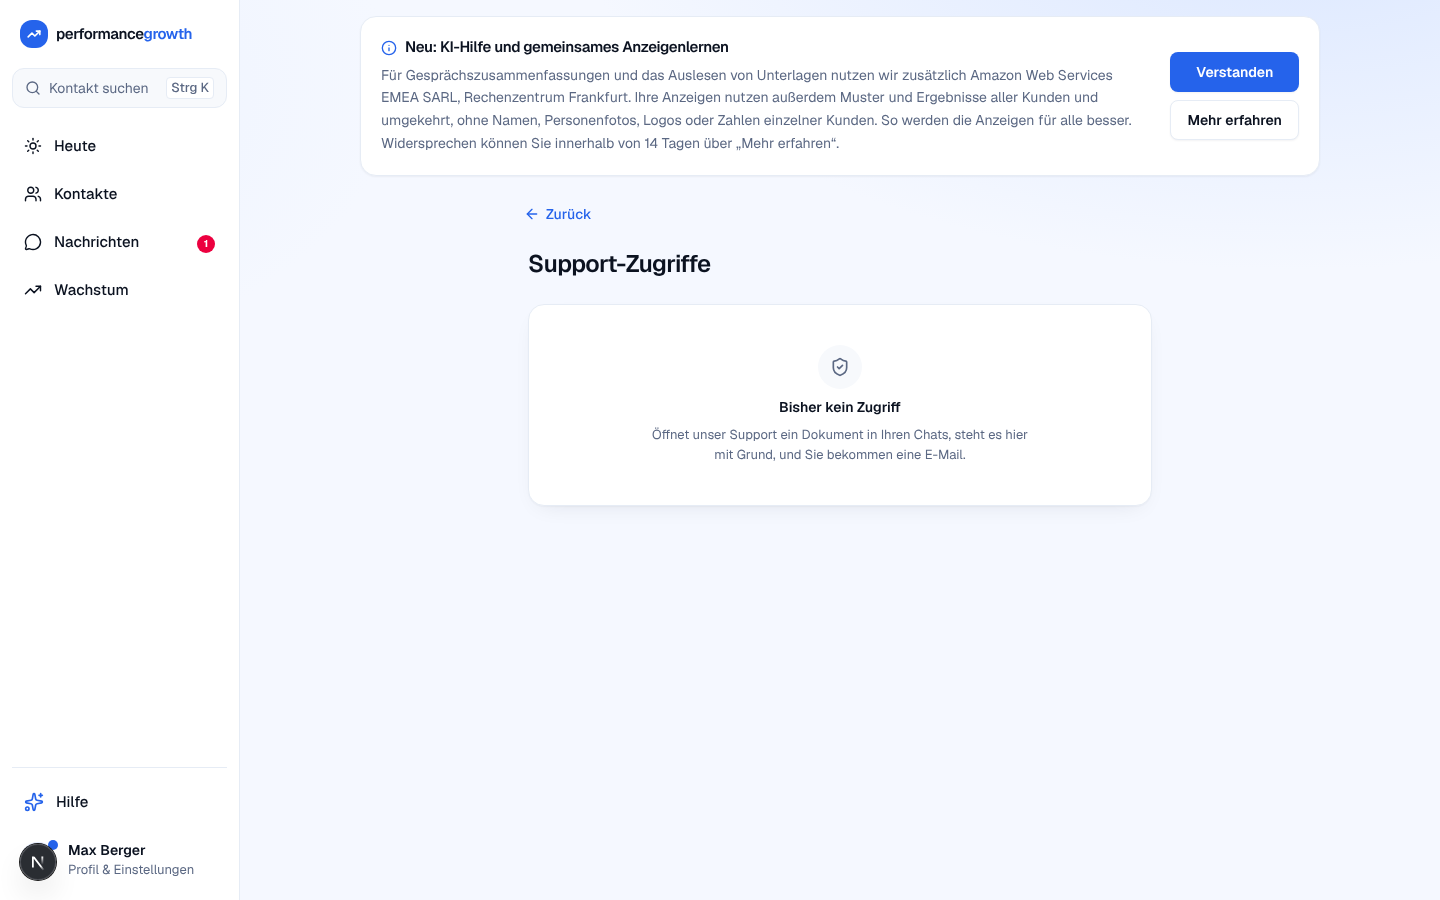 performancegrowth
Kontakt suchen Strg K
Heute
Kontakte
Nachrichten 1
Wachstum
Hilfe
N
Max Berger
Profil & Einstellungen
Neu: KI-Hilfe und gemeinsames Anzeigenlernen
Für Gesprächszusammenfassungen und das Auslesen von Unterlagen nutzen wir zusätzlich Amazon Web Services
EMEA SARL, Rechenzentrum Frankfurt. Ihre Anzeigen nutzen außerdem Muster und Ergebnisse aller Kunden und
umgekehrt, ohne Namen, Personenfotos, Logos oder Zahlen einzelner Kunden. So werden die Anzeigen für alle besser.
Widersprechen können Sie innerhalb von 14 Tagen über „Mehr erfahren“.
Verstanden
Mehr erfahren
Zurück
Support-Zugriffe
Bisher kein Zugriff
Öffnet unser Support ein Dokument in Ihren Chats, steht es hier
mit Grund, und Sie bekommen eine E-Mail.